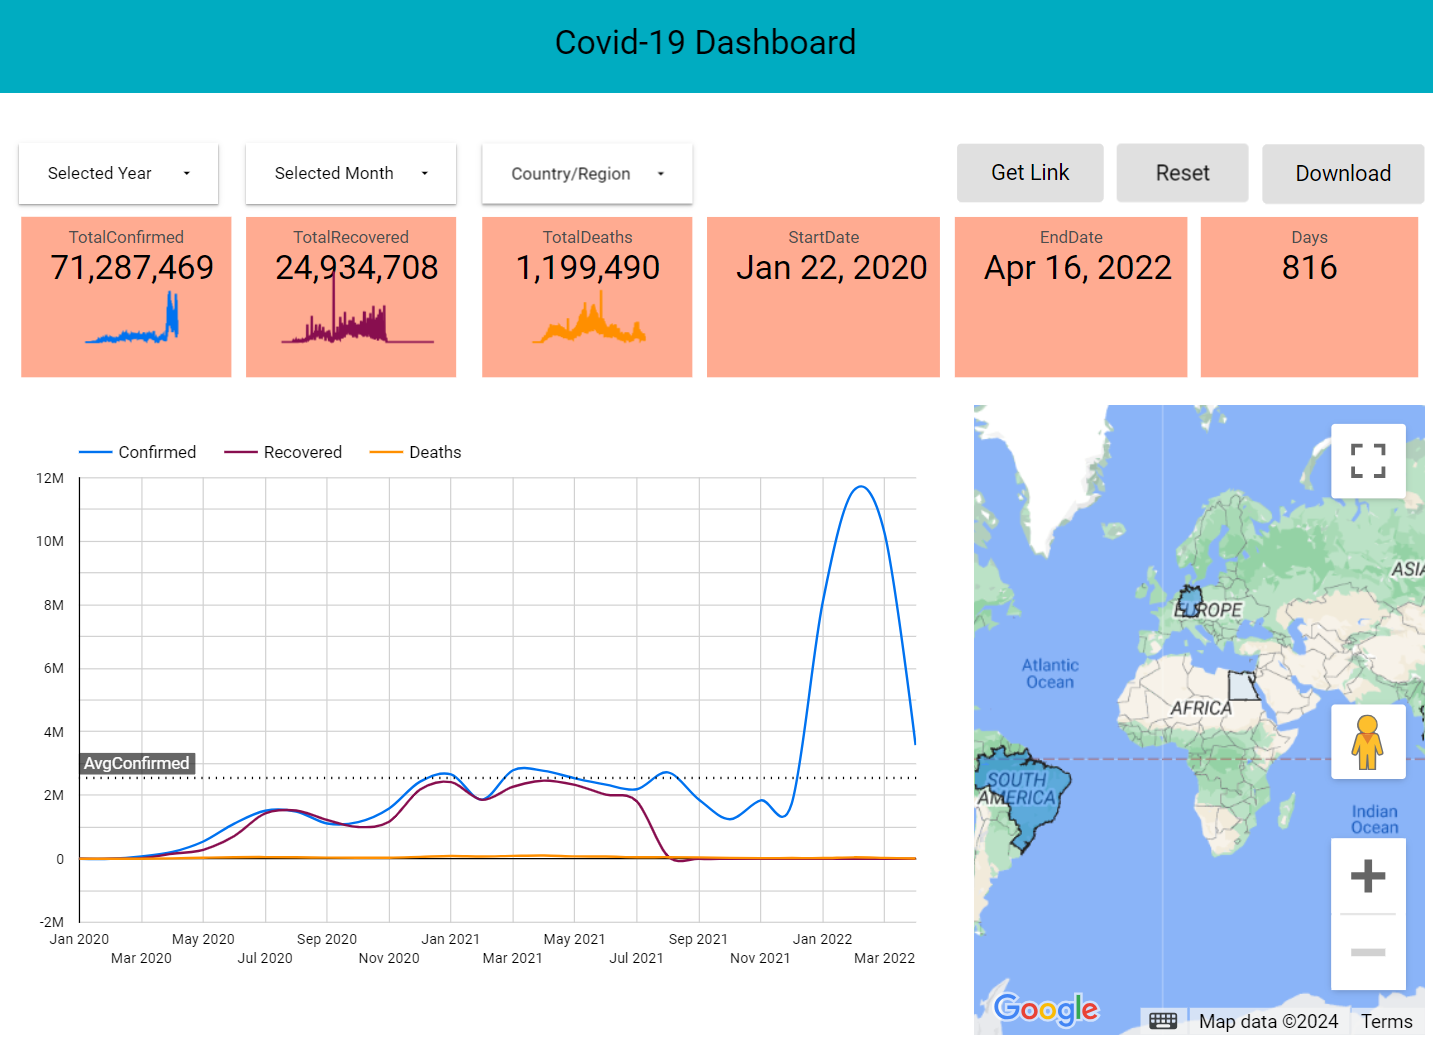 Covid-19 Dashboard
Selected Year
Selected Month
Country/Region
Get Link
Reset
Download
TotalConfirmed
71,287,469
TotalRecovered
24,934,708
TotalDeaths
1,199,490
StartDate
Jan 22, 2020
EndDate
Apr 16, 2022
Days
816
Confirmed
Recovered
Deaths
12M
10M
8M
6M
4M
AvgConfirmed
2M
0
-2M
Jan 2020
Mar 2020
May 2020
Jul 2020
Sep 2020
Nov 2020
Jan 2021
Mar 2021
May 2021
Jul 2021
Sep 2021
Nov 2021
Jan 2022
Mar 2022
ASIA
EUROPE
Atlantic
Ocean
AFRICA
SOUTH
AMERICA
Indian
Ocean
Google
Map data ©2024
Terms